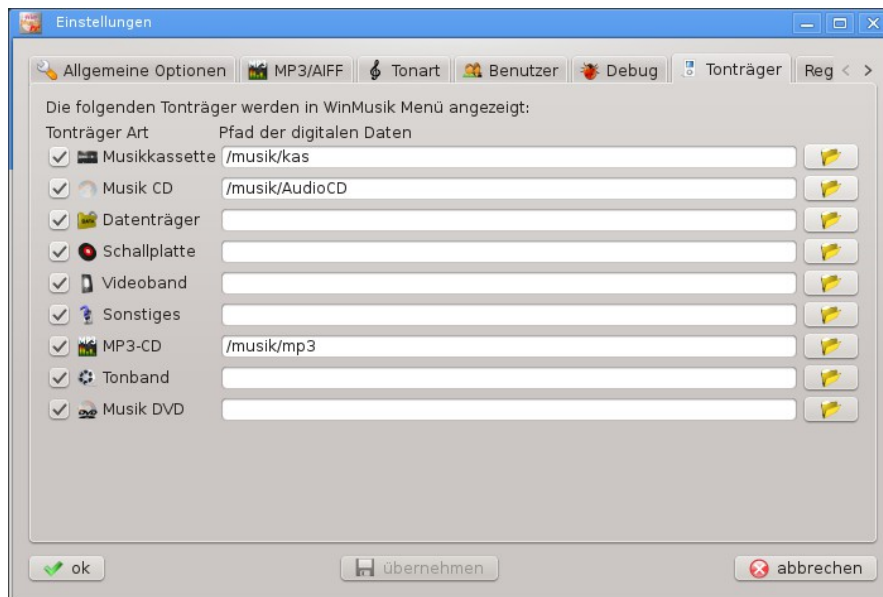 Einstellungen
Allgemeine Optionen MP3/AIFF Tonart Benutzer Debug Tonträger Reg
Die folgenden Tonträger werden in WinMusik Menü angezeigt:
Tonträger Art Pfad der digitalen Daten
Musikkassette /musik/kas
Musik CD /musik/AudioCD
Datenträger
Schallplatte
Videoband
Sonstiges
MP3-CD /musik/mp3
Tonband
Musik DVD
ok übernehmen abbrechen